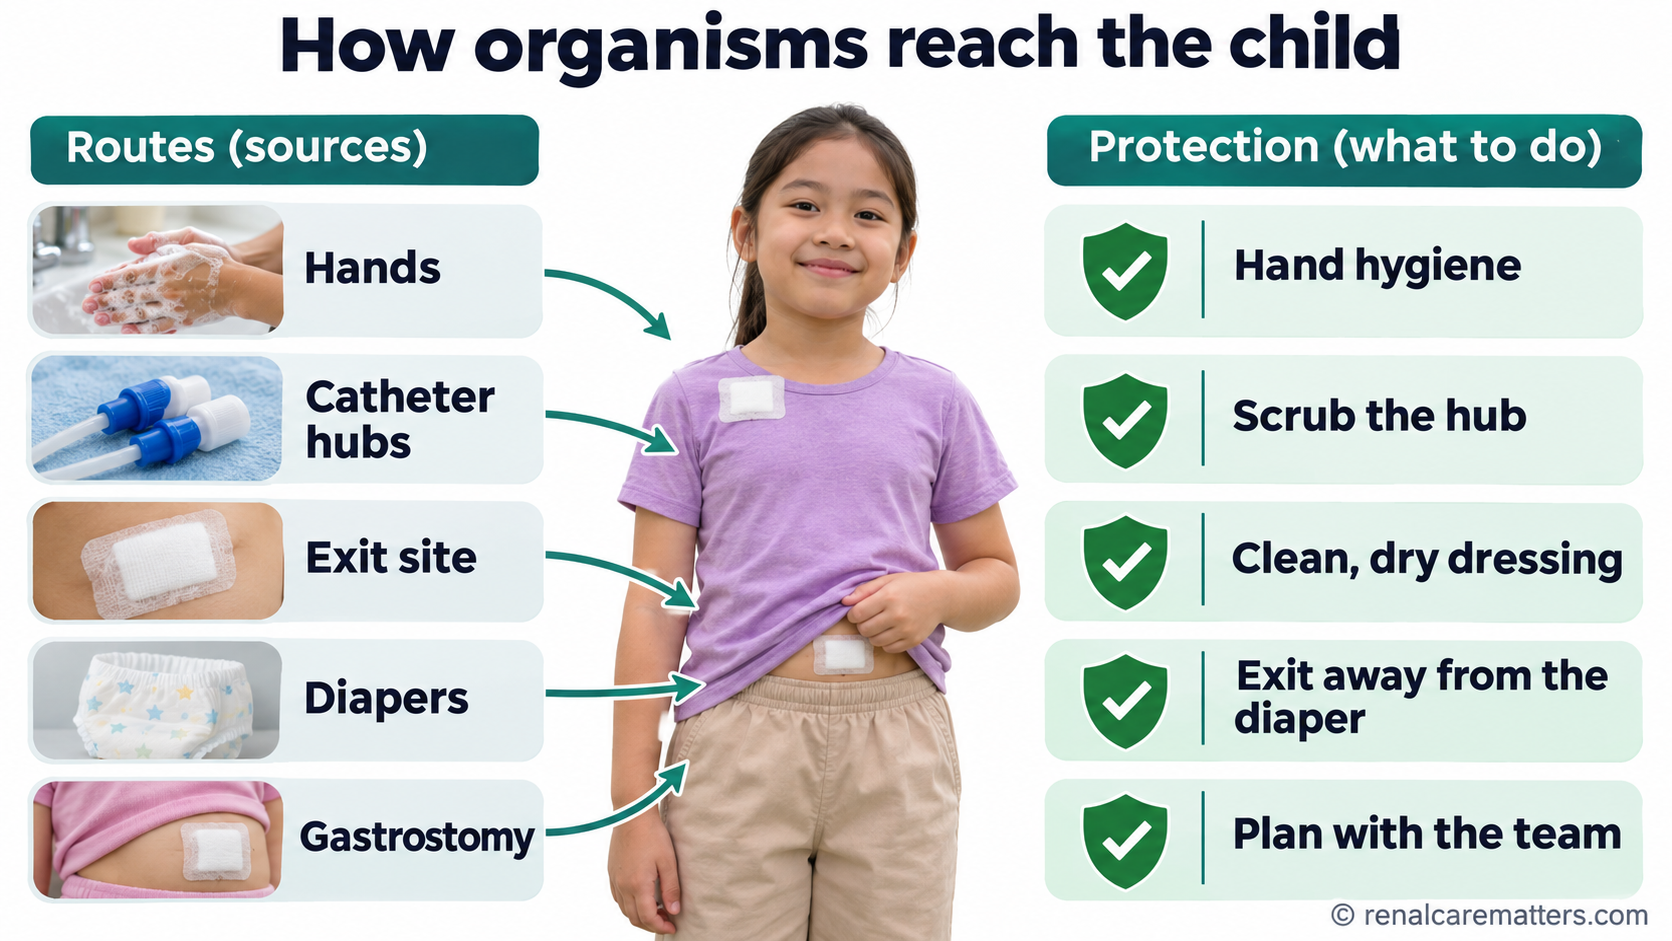 How organisms reach the child
Routes (sources)
Protection (what to do)
Hands
Hand hygiene
Catheter
hubs
Scrub the hub
Exit site
Clean, dry dressing
Diapers
Exit away from the
diaper
Gastrostomy
Plan with the team
© renalcarematters.com